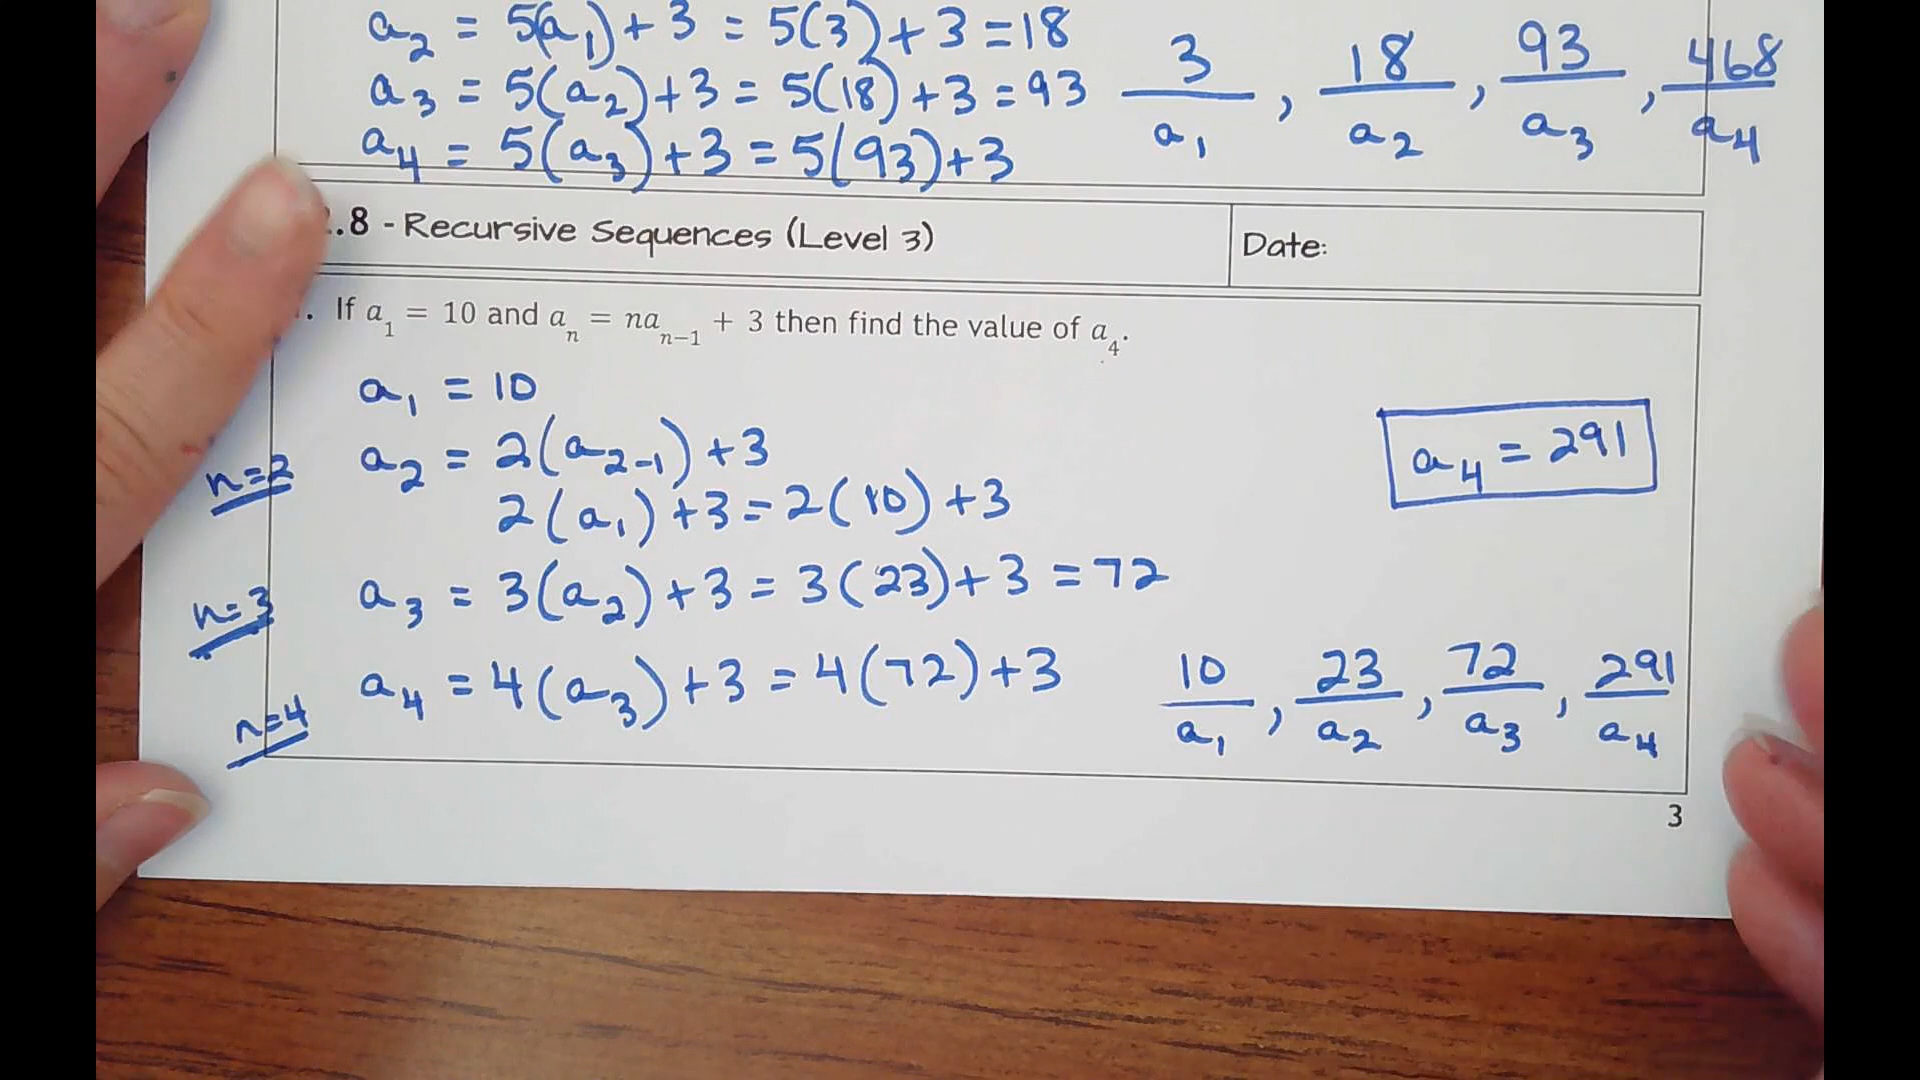 a₂ = 5(a₁) + 3 = 5(3) + 3 = 18
a₃ = 5(a₂) + 3 = 5(18) + 3 = 93
a₄ = 5(a₃) + 3 = 5(93) + 3
3, 18, 93, 468
a₁ a₂ a₃ a₄
.8 - Recursive Sequences (Level 3)
Date:
. If a₁ = 10 and aₙ = naₙ₋₁ + 3 then find the value of a₄.
a₁ = 10
n=2 a₂ = 2(a₂₋₁) + 3
2(a₁) + 3 = 2(10) + 3
n=3 a₃ = 3(a₂) + 3 = 3(23) + 3 = 72
n=4 a₄ = 4(a₃) + 3 = 4(72) + 3
a₄ = 291
10, 23, 72, 291
a₁ a₂ a₃ a₄
3